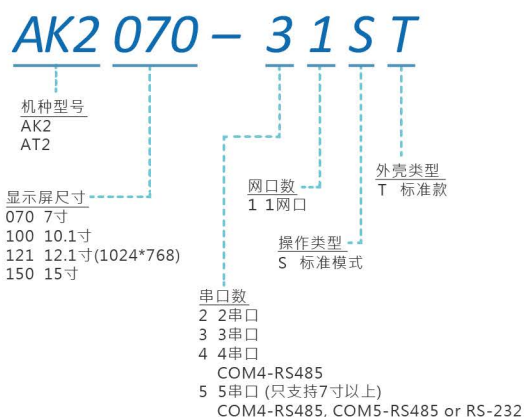 AK2 070 - 3 1 S T
机种型号
AK2
AT2
显示屏尺寸
070 7寸
100 10.1寸
121 12.1寸(1024*768)
150 15寸
串口数
2 2串口
3 3串口
4 4串口
COM4-RS485
5 5串口 (只支持7寸以上)
COM4-RS485, COM5-RS485 or RS-232
网口数
1 1网口
操作类型
S 标准模式
外壳类型
T 标准款